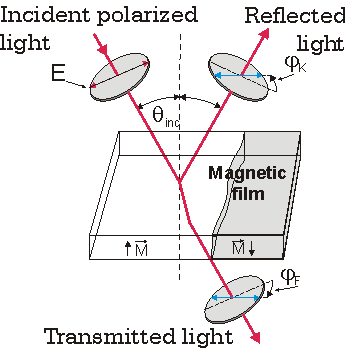 Incident polarized
light
Reflected
light
E
φK
θinc
Magnetic
film
↑M⃗
M⃗↓
φF
Transmitted light